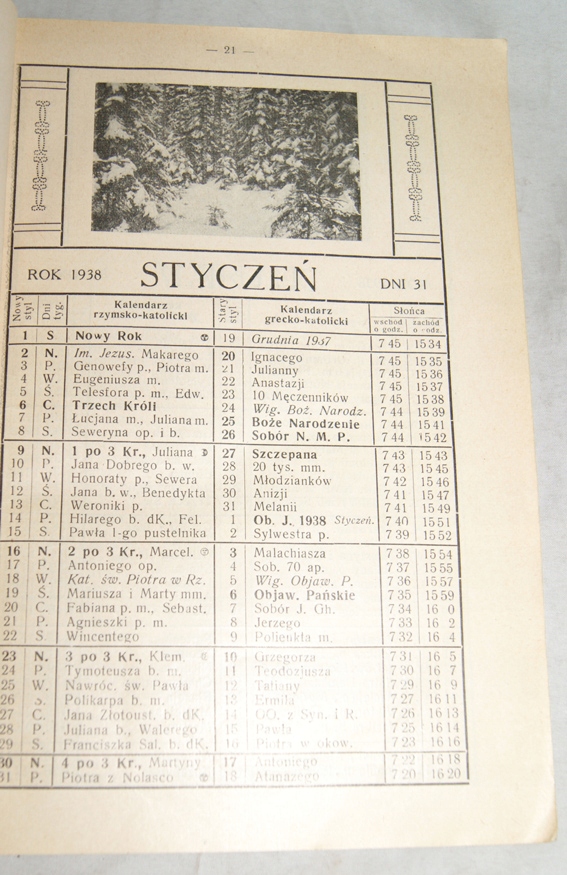 — 21 —
ROK 1938 STYCZEŃ DNI 31
Nowy styl | Dni tyg. | Kalendarz rzymsko-katolicki | Stary styl | Kalendarz grecko-katolicki | Słońca wschód o godz. | zachód o godz.
1 S Nowy Rok 19 Grudnia 1937 7 45 15 34
2 N. Im. Jezus. Makarego 20 Ignacego 7 45 15 35
3 P. Genowefy p., Piotra m. 21 Julianny 7 45 15 36
4 W. Eugeniusza m. 22 Anastazji 7 45 15 37
5 Ś. Telesfora p. m., Edw. 23 10 Męczenników 7 45 15 38
6 C. Trzech Króli 24 Wig. Boż. Narodz. 7 44 15 39
7 P. Łucjana m., Juliana m. 25 Boże Narodzenie 7 44 15 41
8 S. Seweryna op. i b. 26 Sobór N. M. P. 7 44 15 42
9 N. 1 po 3 Kr., Juliana 27 Szczepana 7 43 15 43
10 P. Jana Dobrego b. w. 28 20 tys. mm. 7 43 15 45
11 W. Honoraty p., Sewera 29 Młodzianków 7 42 15 46
12 Ś. Jana b. w., Benedykta 30 Anizji 7 41 15 47
13 C. Weroniki p. 31 Melanii 7 41 15 49
14 P. Hilarego b. dK., Fel. 1 Ob. J., 1938 Styczeń. 7 40 15 51
15 S. Pawła 1-go pustelnika 2 Sylwestra p. 7 39 15 52
16 N. 2 po 3 Kr., Marcel. 3 Malachiasza 7 38 15 54
17 P. Antoniego op. 4 Sob. 70 ap. 7 37 15 55
18 W. Kat. św. Piotra w Rz. 5 Wig. Objaw. P. 7 36 15 57
19 Ś. Mariusza i Marty mm. 6 Objaw. Pańskie 7 35 15 59
20 C. Fabiana p. m., Sebast. 7 Sobór J. Gh. 7 34 16 0
21 P. Agnieszki p. m. 8 Jerzego 7 33 16 2
22 S. Wincentego 9 Polienkta m. 7 32 16 4
23 N. 3 po 3 Kr., Klem. 10 Grzegorza 7 31 16 5
24 P. Tymoteusza b. m. 11 Teodozjusza 7 30 16 7
25 W. Nawróc. św. Pawła 12 Tatiany 7 29 16 9
26 Polikarpa b. m. 13 Ermila 7 27 16 11
27 C. Jana Złotoust. b. dK. 14 OO. z Syn. i R. 7 26 16 13
28 P. Juliana b., Walerego 15 Pawła 7 25 16 14
29 S. Franciszka Sal. b. dK. 16 Piotra w okow. 7 23 16 16
30 N. 4 po 3 Kr., Martyny 17 Antoniego 7 22 16 18
31 P. Piotra z Nolasco 18 Atanazego 7 20 16 20